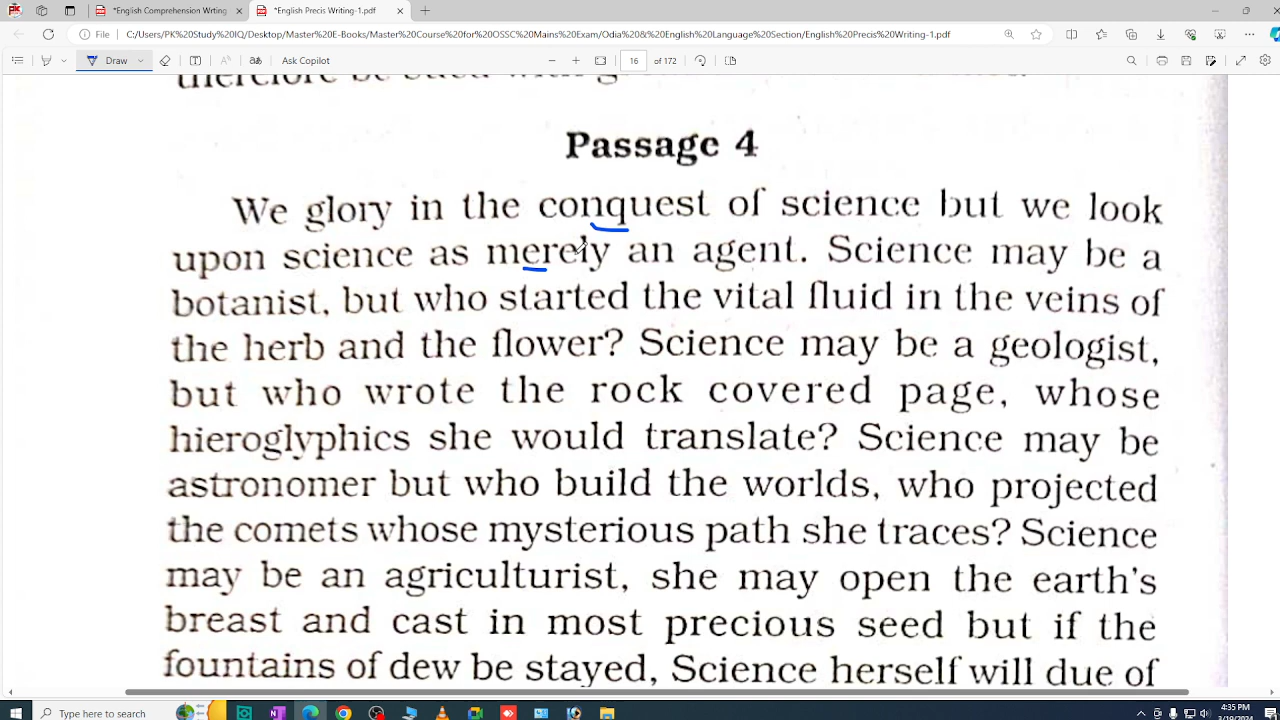 *English Comprehension Wrting
*English Precis Writing-1.pdf
File
C:/Users/PK%20Study%20IQ/Desktop/Master%20E-Books/Master%20Course%20for%20OSSC%20Mains%20Exam/Odia%20&%20English%20Language%20Section/English%20Precis%20Writing-1.pdf
Draw
Ask Copilot
16 of 172
Passage 4
We glory in the conquest of science but we look
upon science as merely an agent. Science may be a
botanist, but who started the vital fluid in the veins of
the herb and the flower? Science may be a geologist,
but who wrote the rock covered page, whose
hieroglyphics she would translate? Science may be
astronomer but who build the worlds, who projected
the comets whose mysterious path she traces? Science
may be an agriculturist, she may open the earth's
breast and cast in most precious seed but if the
fountains of dew be stayed, Science herself will due of
Type here to search
4:35 PM
3/19/2024